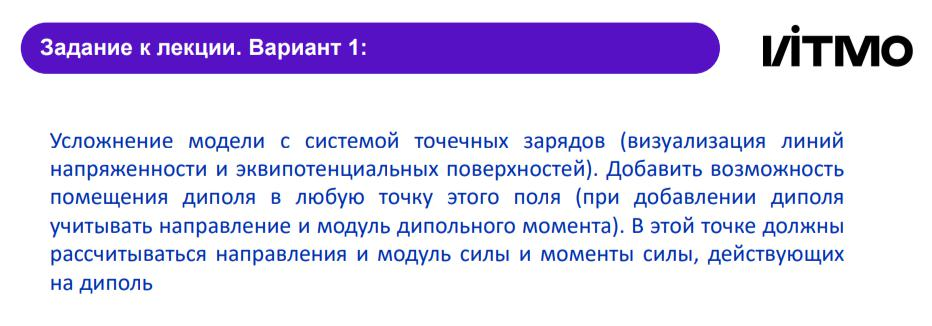 Задание к лекции. Вариант 1:
ИTMO
Усложнение модели с системой точечных зарядов (визуализация линий
напряженности и эквипотенциальных поверхностей). Добавить возможность
помещения диполя в любую точку этого поля (при добавлении диполя
учитывать направление и модуль дипольного момента). В этой точке должны
рассчитываться направления и модуль силы и моменты силы, действующих
на диполь